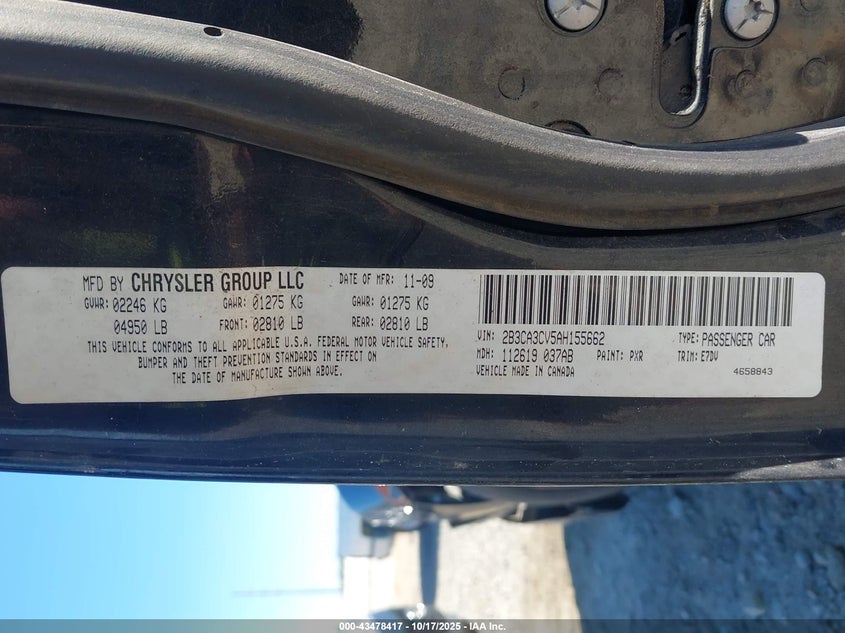 MFD BY CHRYSLER GROUP LLC DATE OF MFR: 11-09
GVWR: 02246 KG GAWR: 01275 KG GAWR: 01275 KG
04950 LB FRONT: 02810 LB REAR: 02810 LB
THIS VEHICLE CONFORMS TO ALL APPLICABLE U.S.A. FEDERAL MOTOR VEHICLE SAFETY,
BUMPER AND THEFT PREVENTION STANDARDS IN EFFECT ON
THE DATE OF MANUFACTURE SHOWN ABOVE.
VIN: 2B3CA3CV5AH155662 TYPE: PASSENGER CAR
MDH: 112619 037AB PAINT: PXR TRIM: E7DV
VEHICLE MADE IN CANADA 4658843
000-43478417 - 10/17/2025 - IAA Inc.